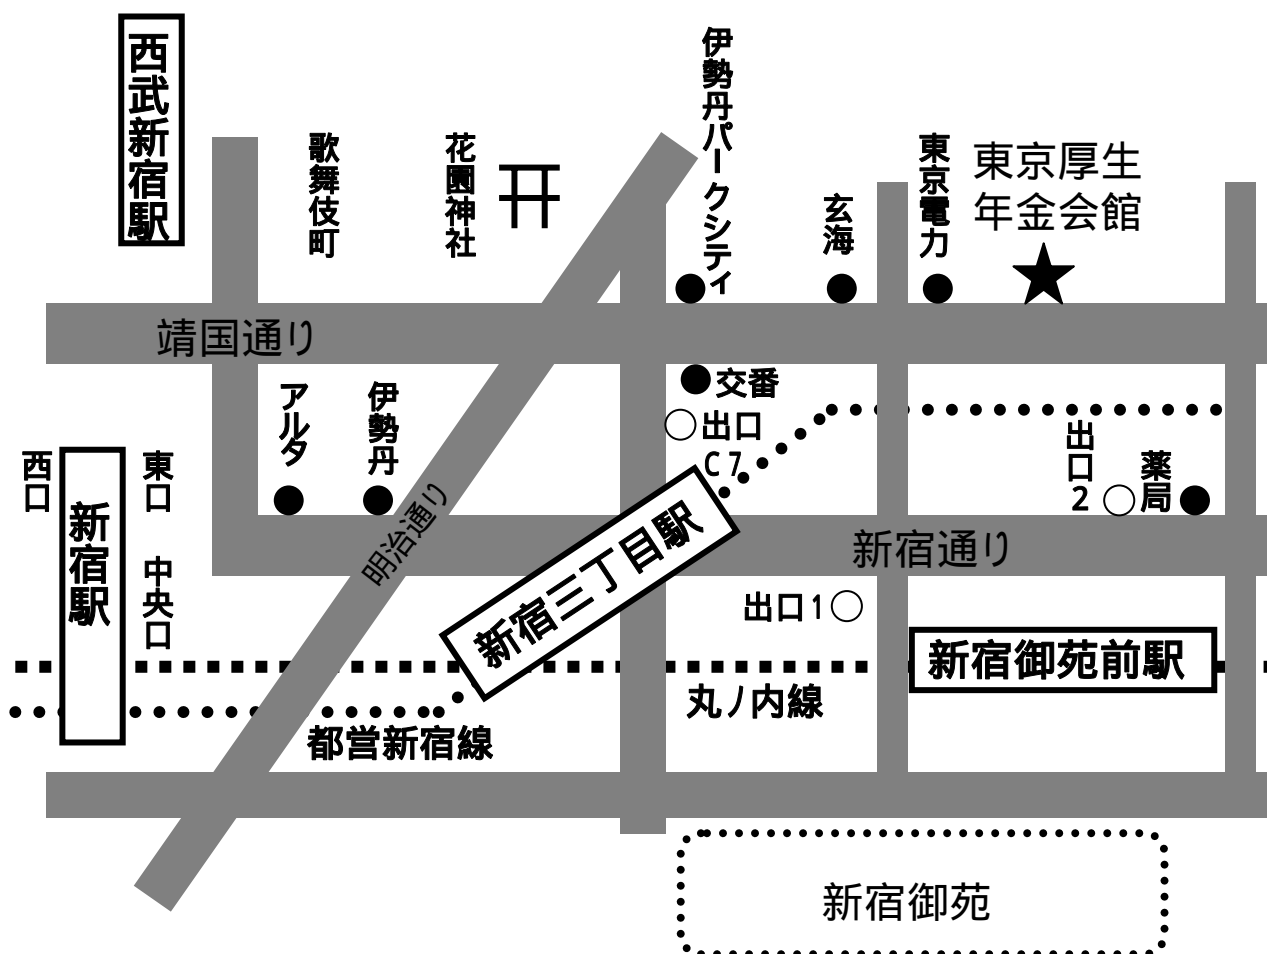 西武新宿駅
歌舞伎町
花園神社
伊勢丹パークシティ
玄海
東京電力
東京厚生
年金会館
靖国通り
アルタ
伊勢丹
交番
出口
C7
出口2
薬局
西口
新宿駅
東口
中央口
明治通り
新宿三丁目駅
新宿通り
出口1
新宿御苑前駅
丸ノ内線
都営新宿線
新宿御苑